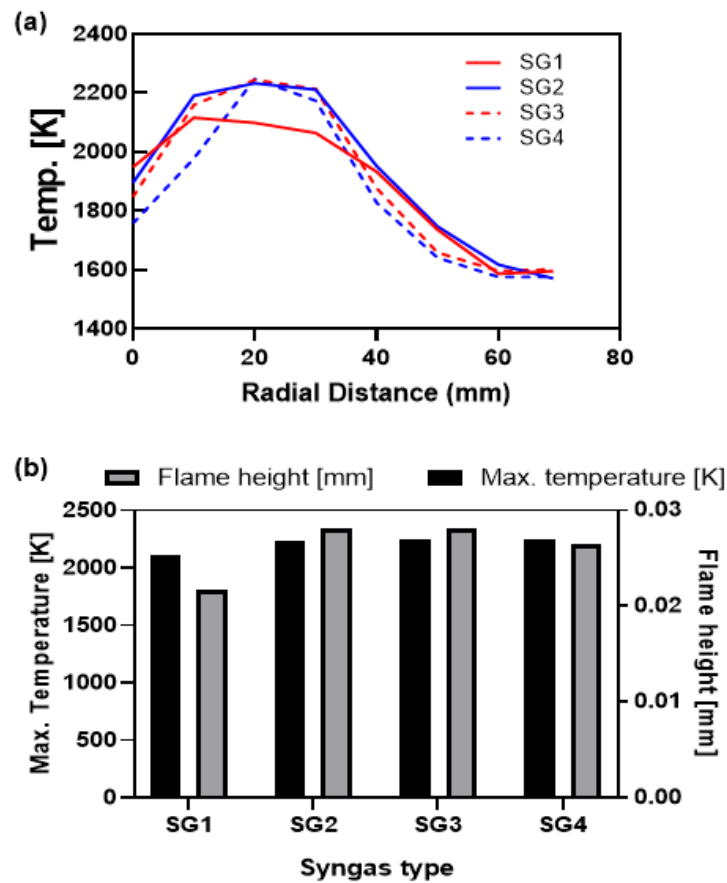 (a)
2400
2200
2000
1800
1600
1400
Temp. [K]
SG1
SG2
SG3
SG4
0 20 40 60 80
Radial Distance (mm)
(b)
Flame height [mm] Max. temperature [K]
2500
2000
1500
1000
500
0
Max. Temperature [K]
0.03
0.02
0.01
0.00
Flame height [mm]
SG1 SG2 SG3 SG4
Syngas type